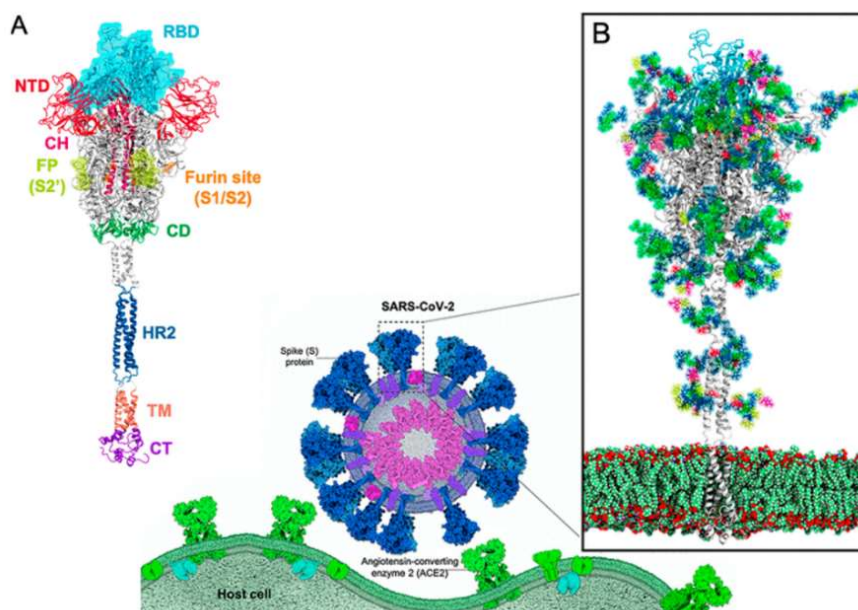 A
RBD
NTD
CH
FP
(S2')
Furin site
(S1/S2)
CD
HR2
TM
CT
SARS-CoV-2
Spike (S)
protein
Angiotensin-converting
enzyme 2 (ACE2)
Host cell
B